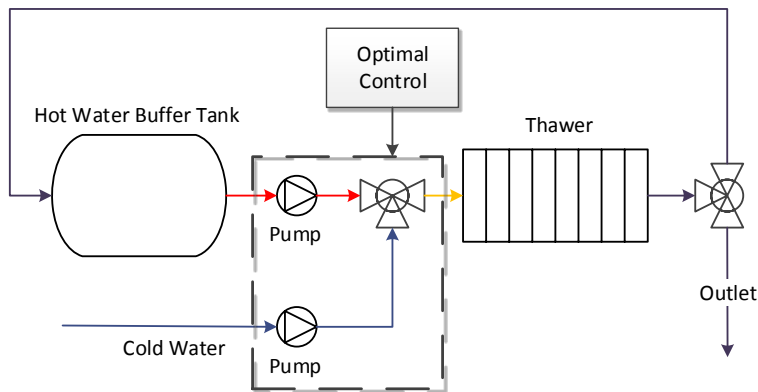 Optimal
Control
Hot Water Buffer Tank
Thawer
Pump
Outlet
Cold Water
Pump